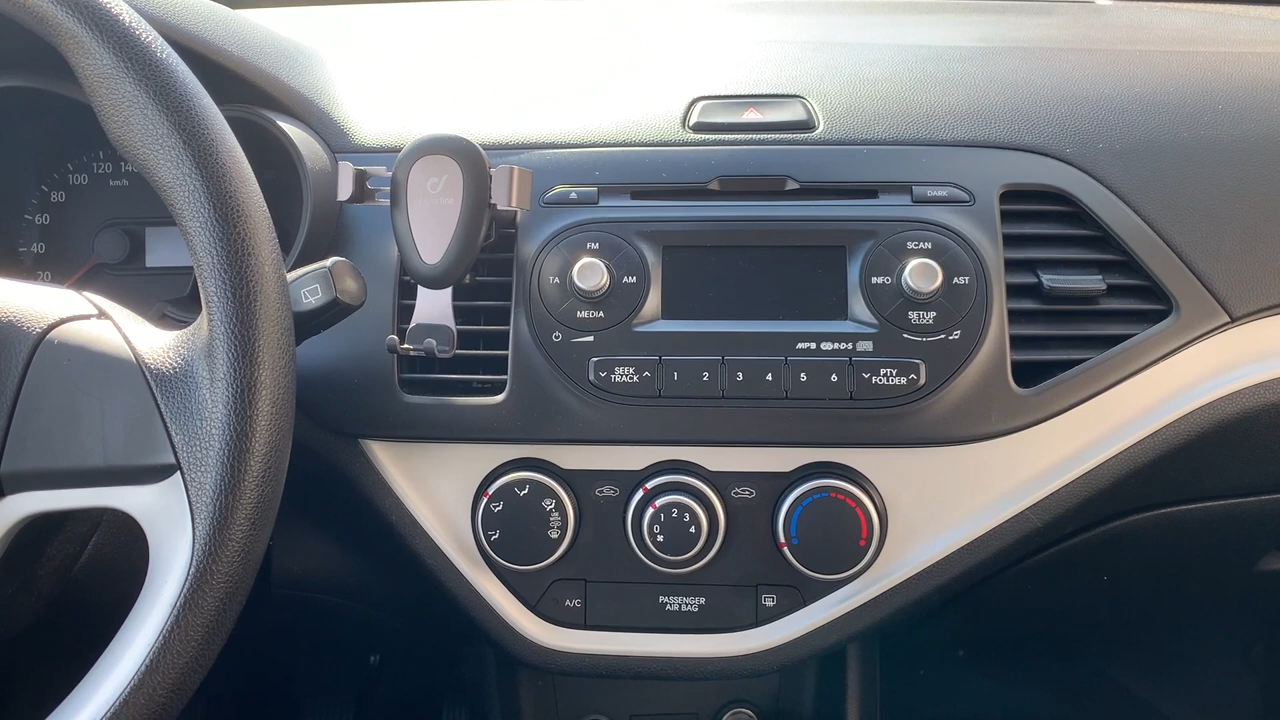 20
40
60
80
100
120
140
km/h
line
DARK
FM
TA
AM
MEDIA
SCAN
INFO
AST
SETUP
CLOCK
MP3
R·D·S
SEEK
TRACK
1 2
3 4
5 6
PTY
FOLDER
0 1 2 3 4
A/C
PASSENGER
AIR BAG